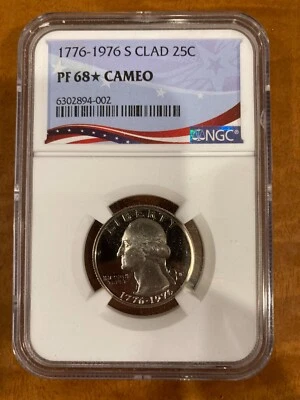 1776-1976 S CLAD 25C
PF 68★ CAMEO
6302894-002
NGC
LIBERTY
1776-1976